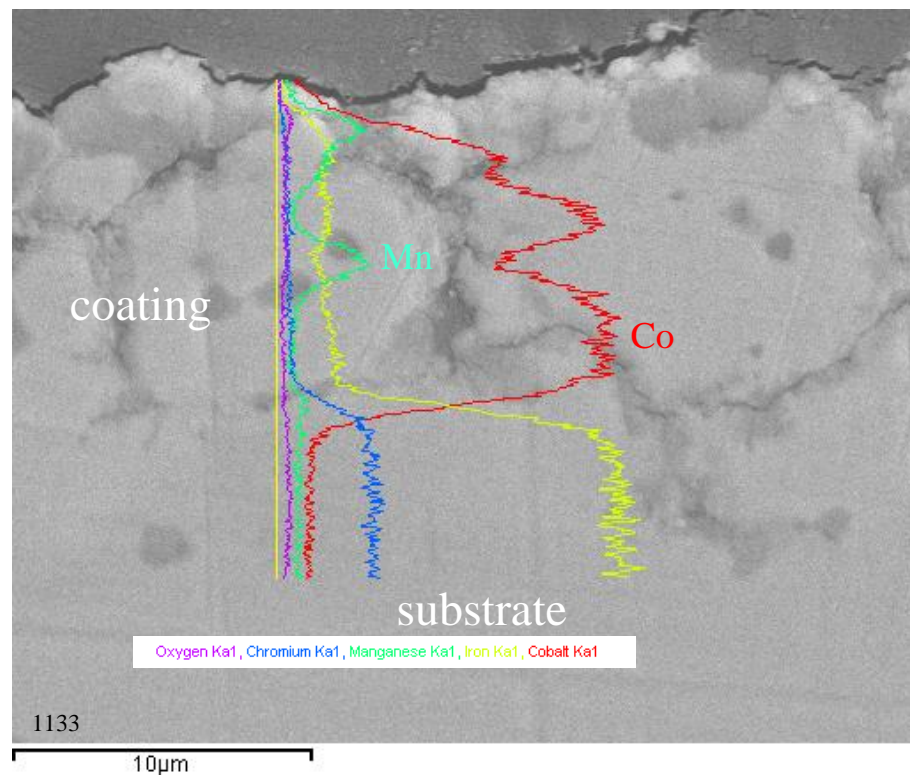 Mn
coating
Co
substrate
Oxygen Ka1, Chromium Ka1, Manganese Ka1, Iron Ka1, Cobalt Ka1
1133
10µm